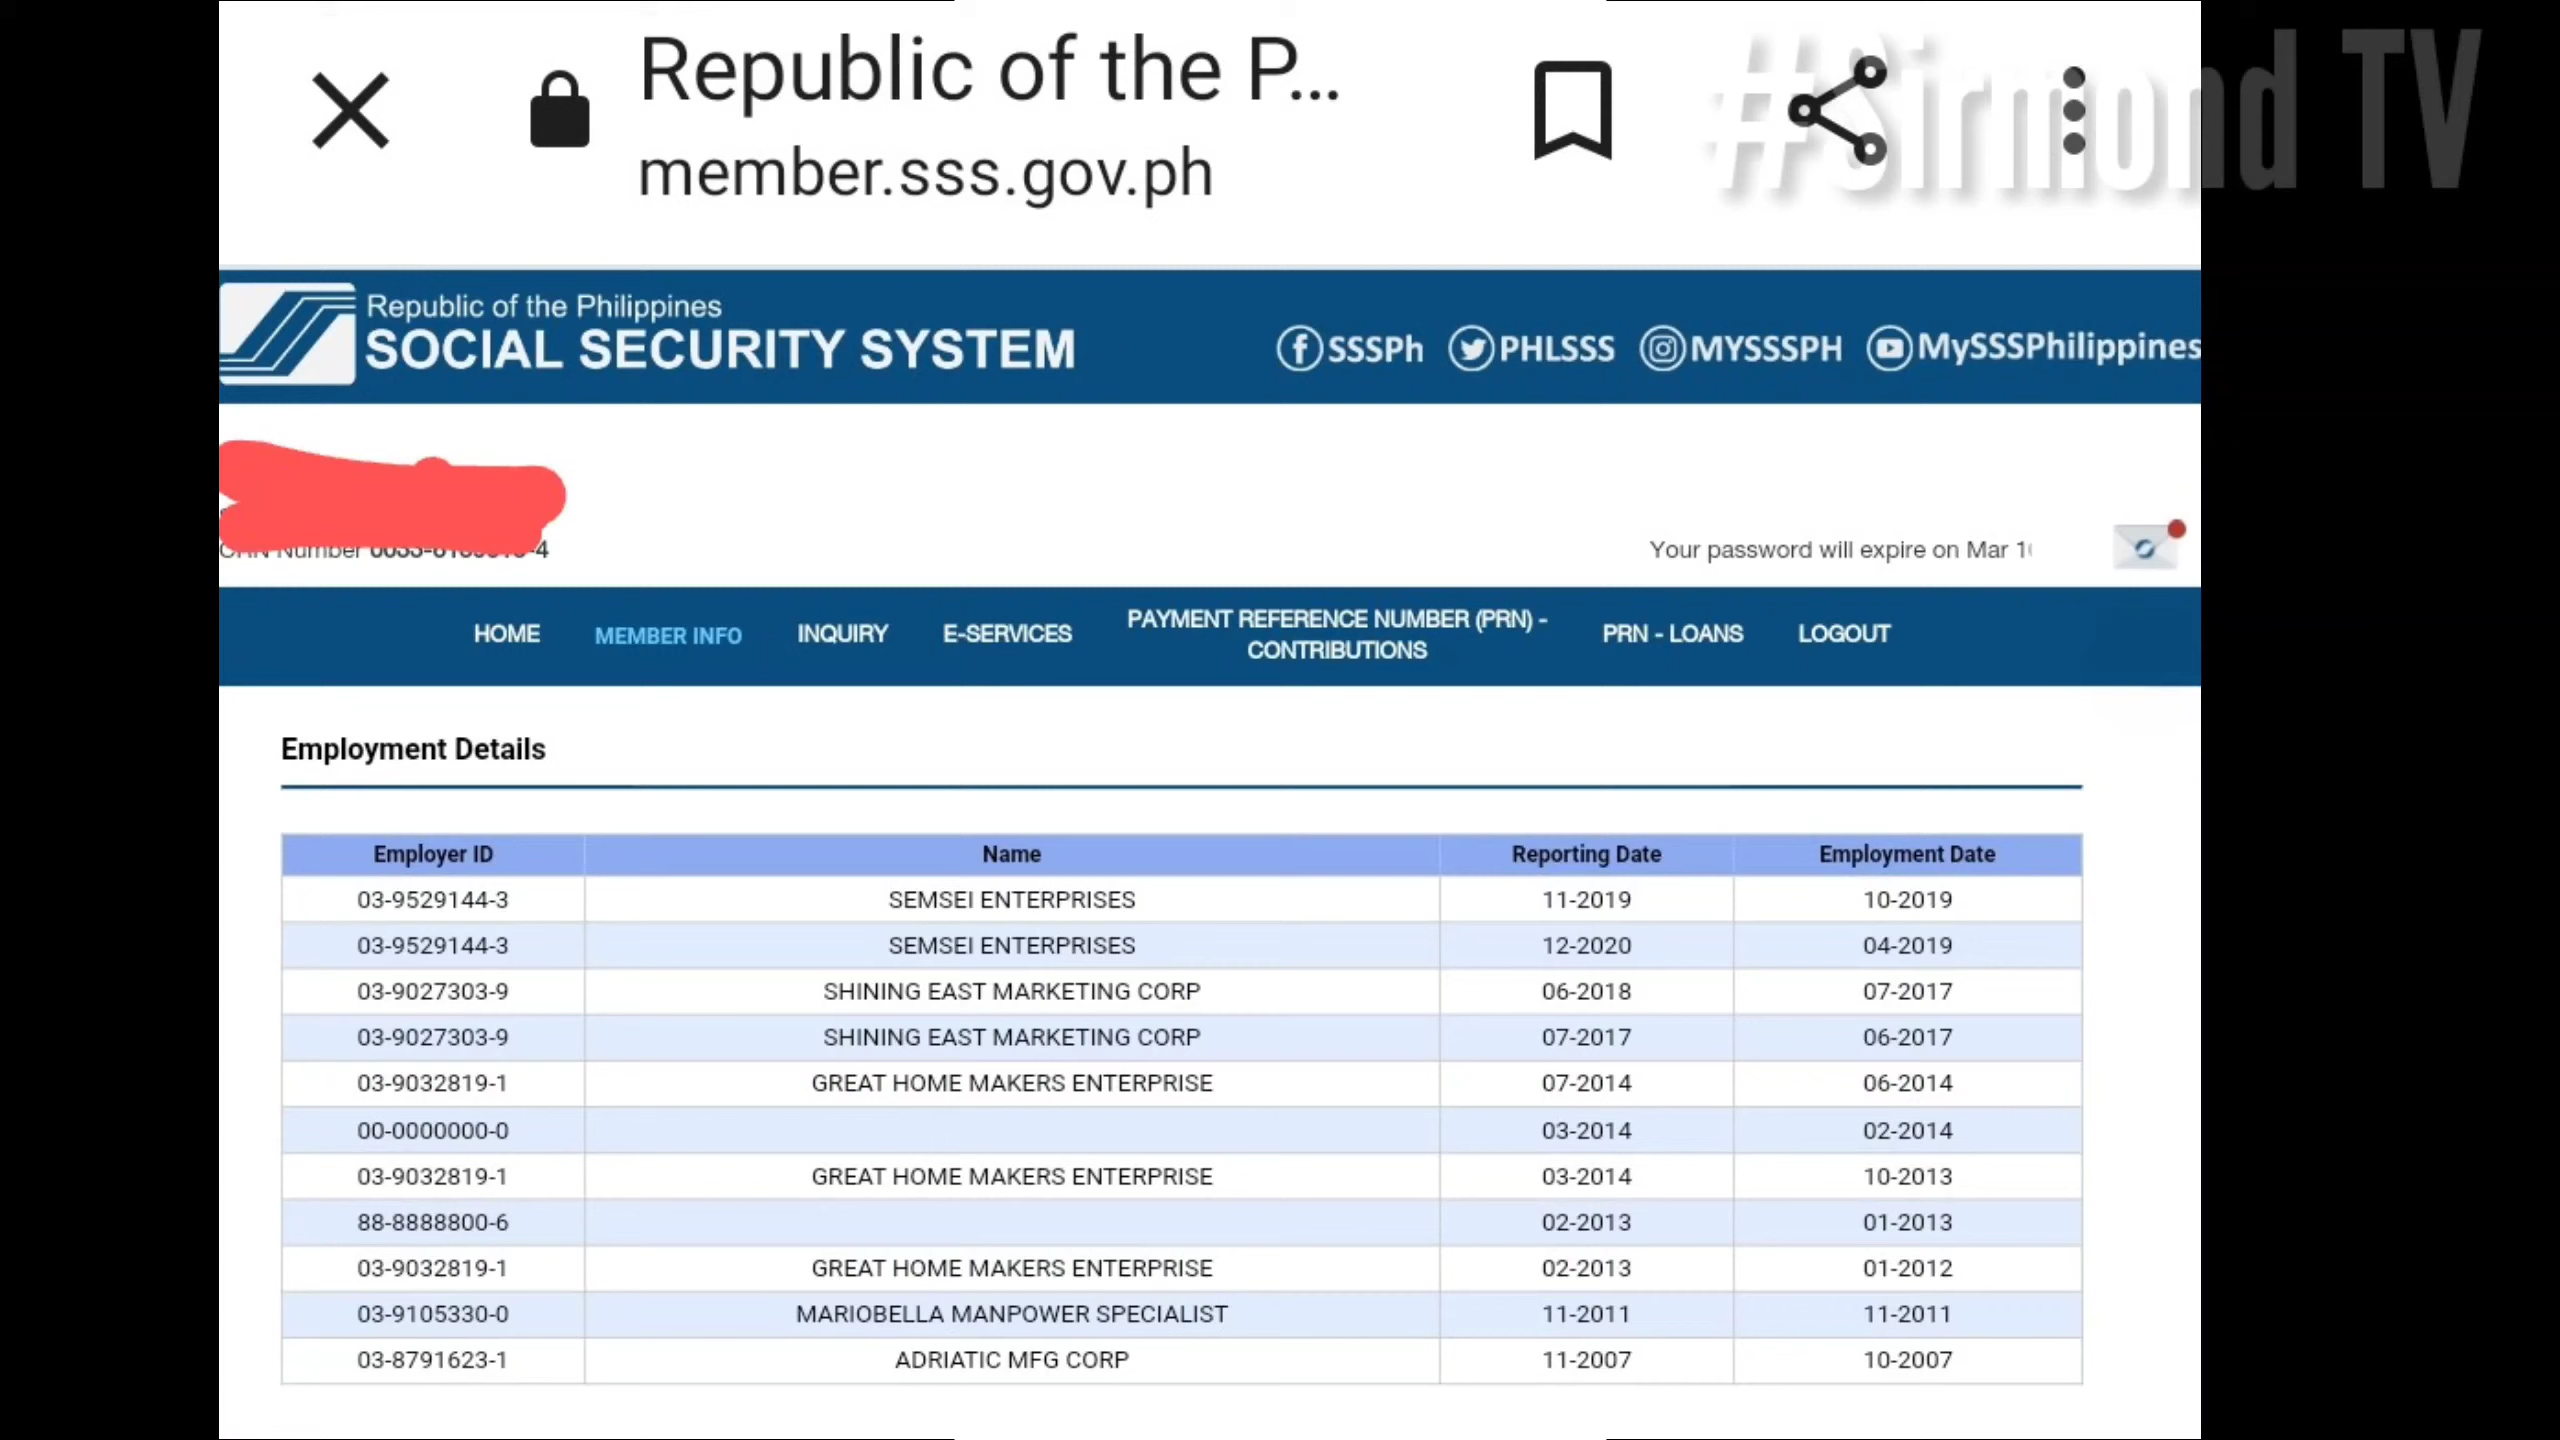 Republic of the P...
member.sss.gov.ph
#Sirmond TV
Republic of the Philippines
SOCIAL SECURITY SYSTEM
SSSPh PHLSSS MYSSSPH MySSSPhilippines
Number
-4
Your password will expire on Mar
HOME MEMBER INFO INQUIRY E-SERVICES PAYMENT REFERENCE NUMBER (PRN) - CONTRIBUTIONS PRN - LOANS LOGOUT
Employment Details
Employer ID Name Reporting Date Employment Date
03-9529144-3 SEMSEI ENTERPRISES 11-2019 10-2019
03-9529144-3 SEMSEI ENTERPRISES 12-2020 04-2019
03-9027303-9 SHINING EAST MARKETING CORP 06-2018 07-2017
03-9027303-9 SHINING EAST MARKETING CORP 07-2017 06-2017
03-9032819-1 GREAT HOME MAKERS ENTERPRISE 07-2014 06-2014
00-0000000-0 03-2014 02-2014
03-9032819-1 GREAT HOME MAKERS ENTERPRISE 03-2014 10-2013
88-8888800-6 02-2013 01-2013
03-9032819-1 GREAT HOME MAKERS ENTERPRISE 02-2013 01-2012
03-9105330-0 MARIOBELLA MANPOWER SPECIALIST 11-2011 11-2011
03-8791623-1 ADRIATIC MFG CORP 11-2007 10-2007